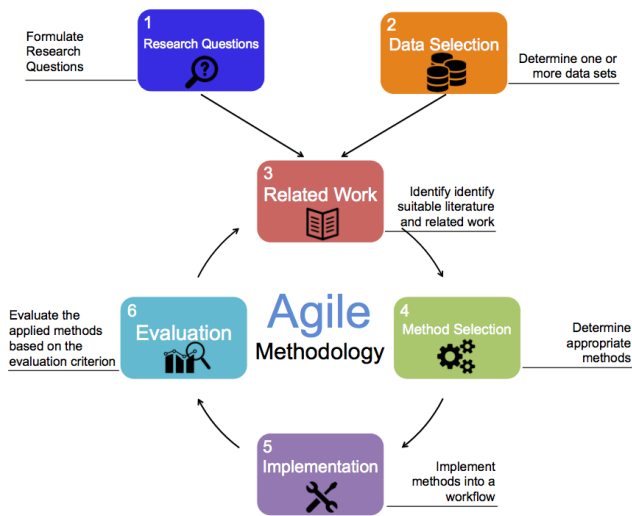 1
Research Questions
Formulate
Research
Questions
2
Data Selection
Determine one or
more data sets
3
Related Work
Identify identify
suitable literature
and related work
4
Method Selection
Determine
appropriate
methods
5
Implementation
Implement
methods into a
workflow
6
Evaluation
Evaluate the
applied methods
based on the
evaluation criterion
Agile
Methodology